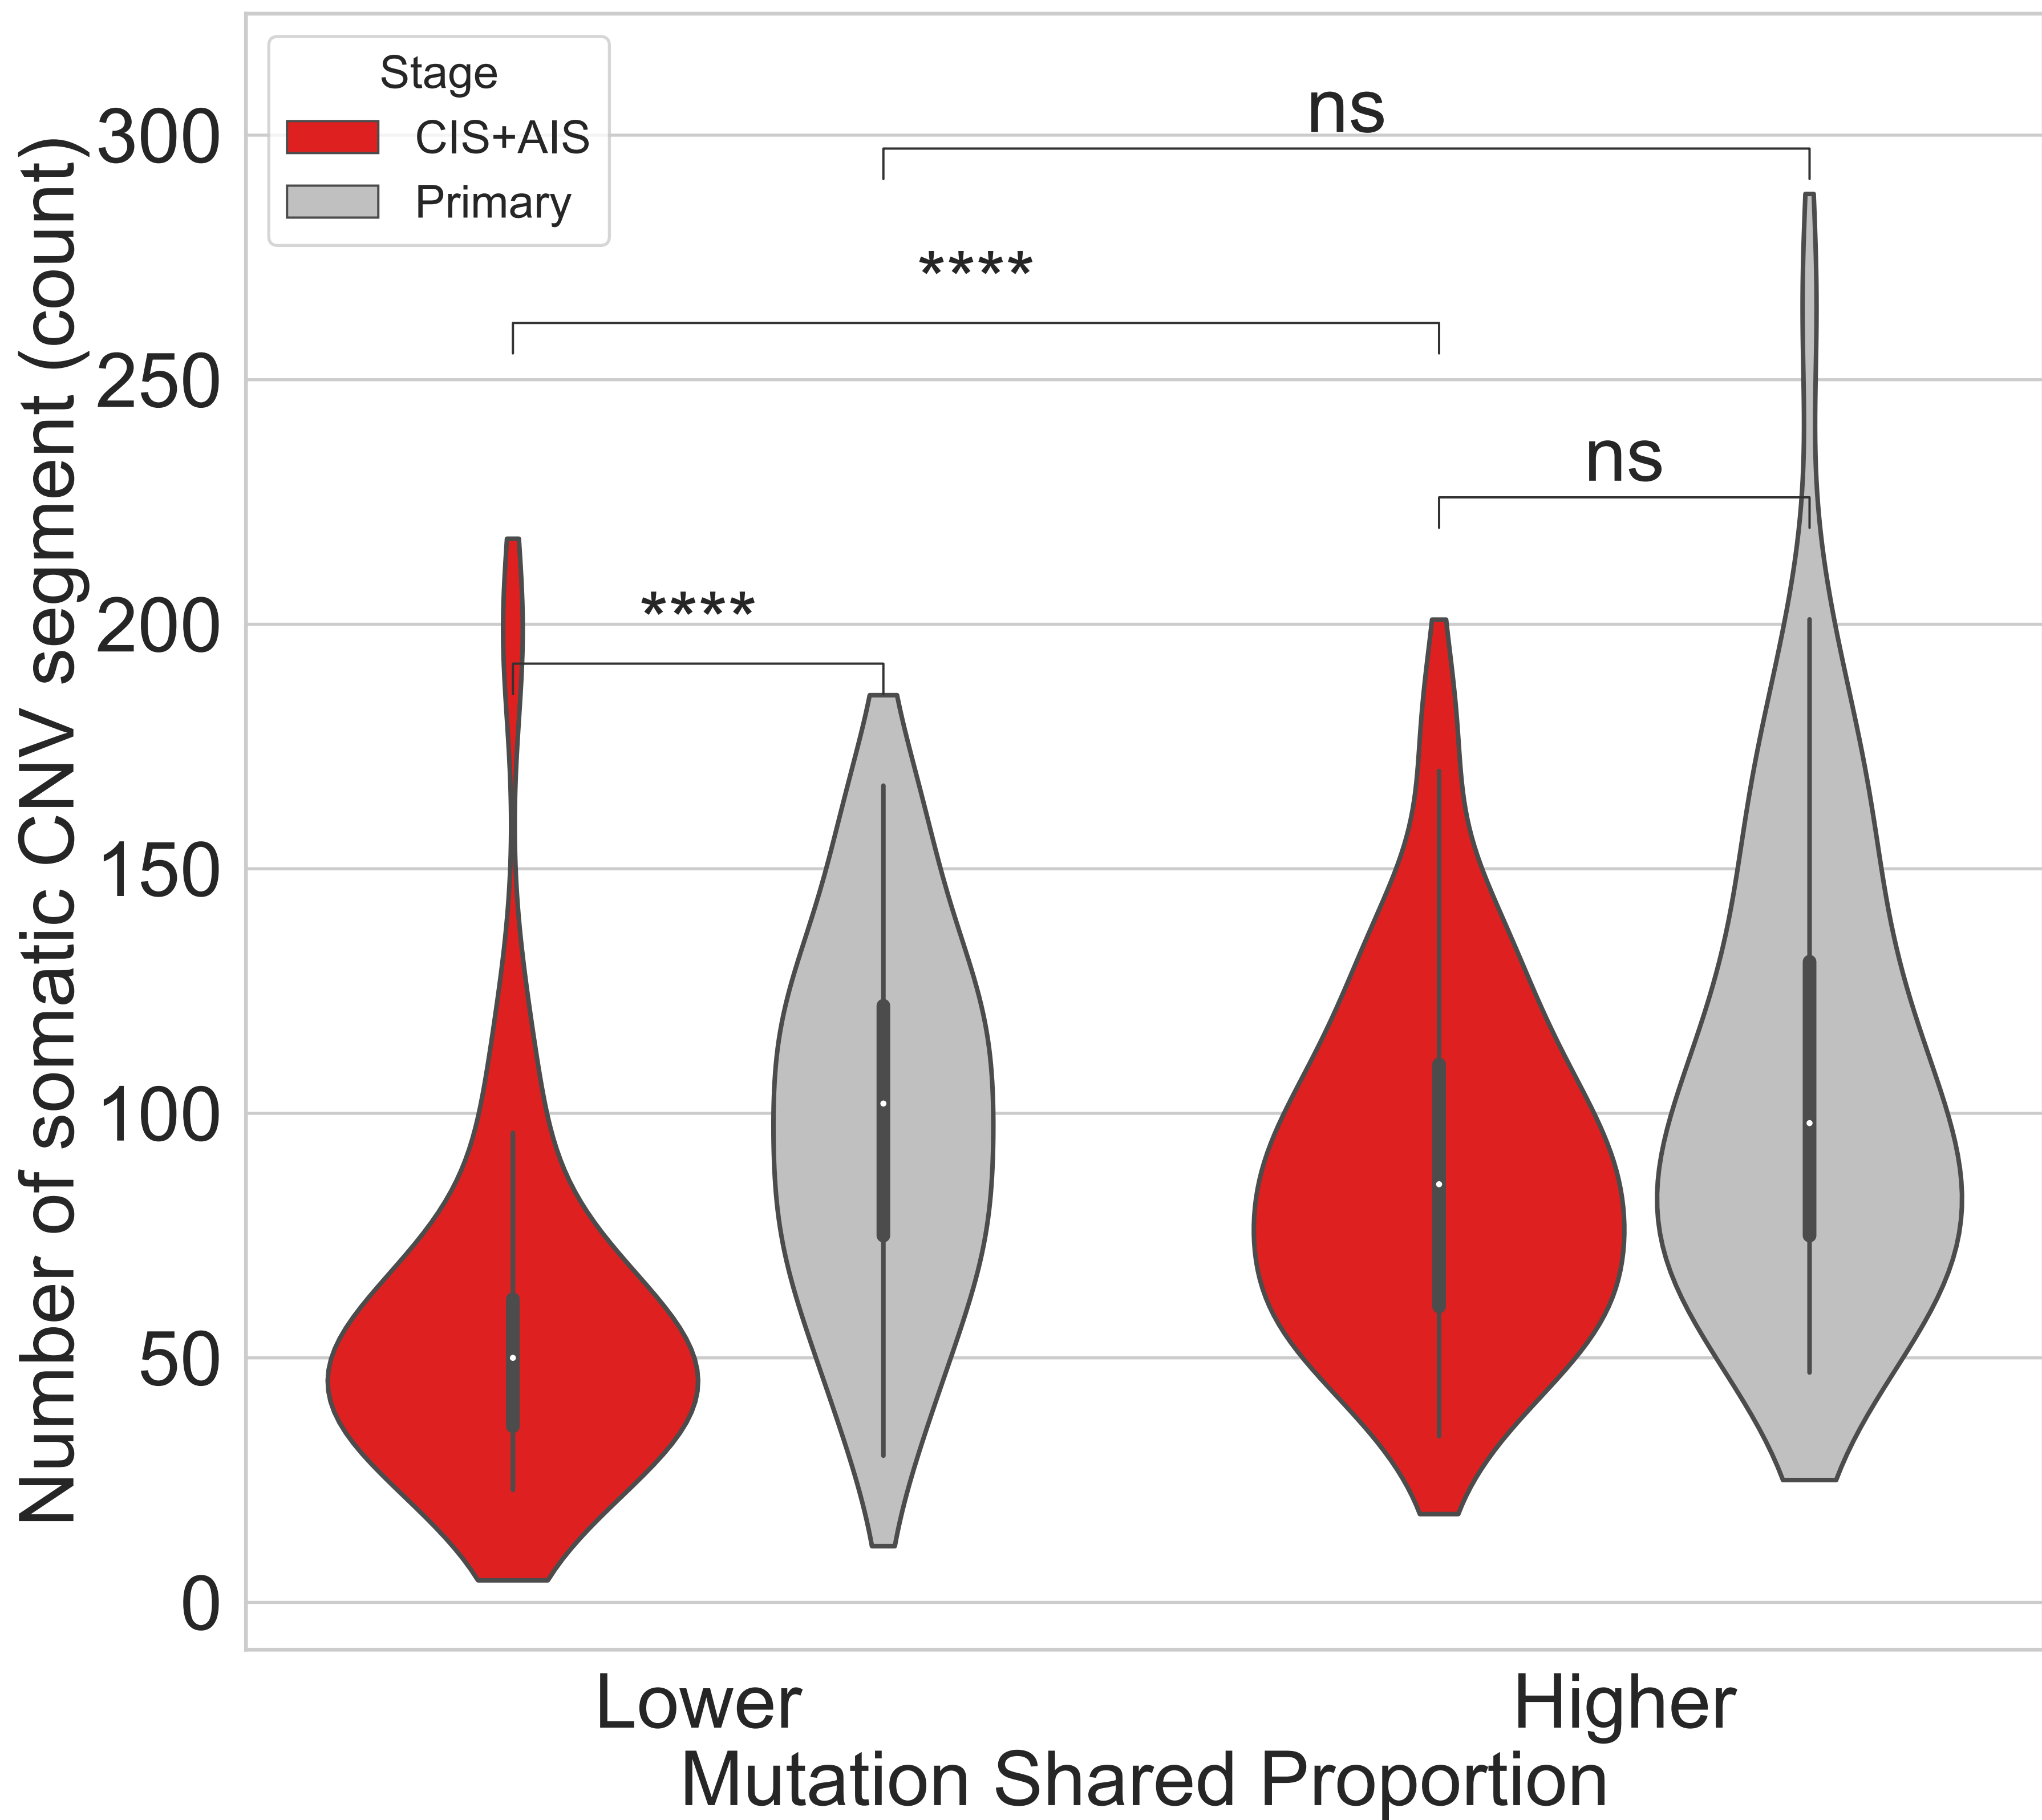 Stage
CIS+AIS
Primary
ns
****
ns
****
Number of somatic CNV segment (count)
300
250
200
150
100
50
0
Lower
Higher
Mutation Shared Proportion